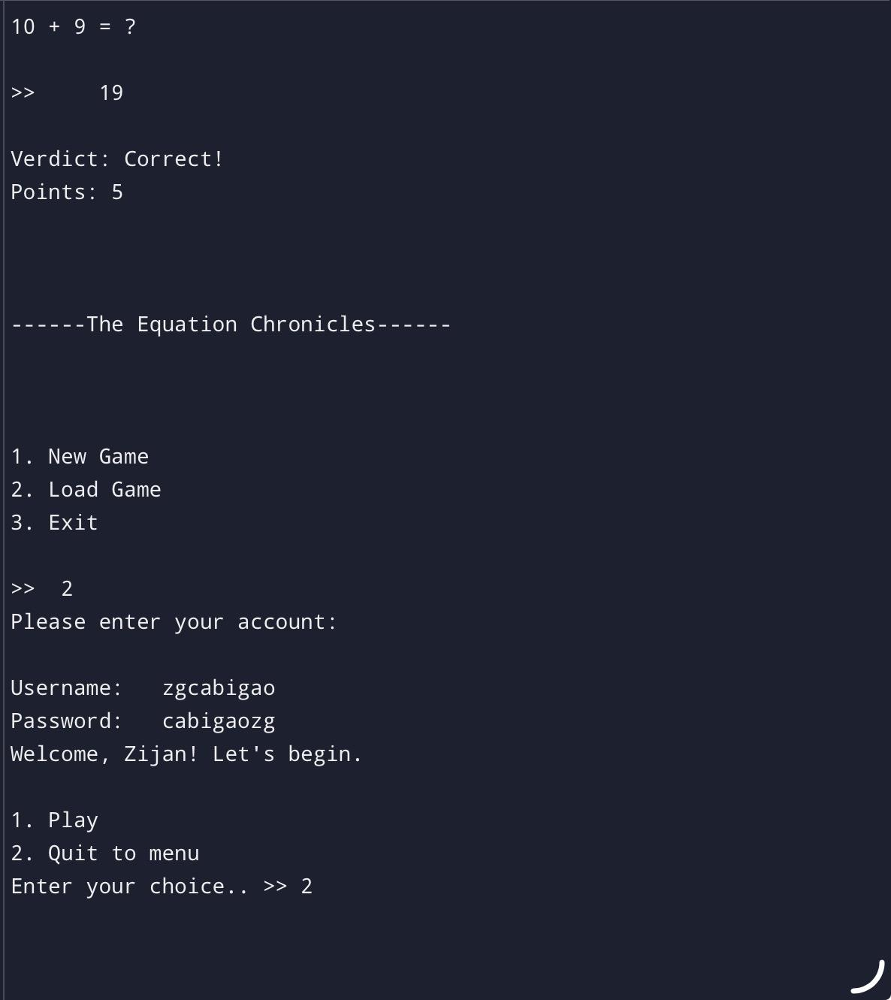 10 + 9 = ?
>>     19
Verdict: Correct!
Points: 5
------The Equation Chronicles------
1. New Game
2. Load Game
3. Exit
>>  2
Please enter your account:
Username:   zgcabigao
Password:   cabigaozg
Welcome, Zijan! Let's begin.
1. Play
2. Quit to menu
Enter your choice.. >> 2